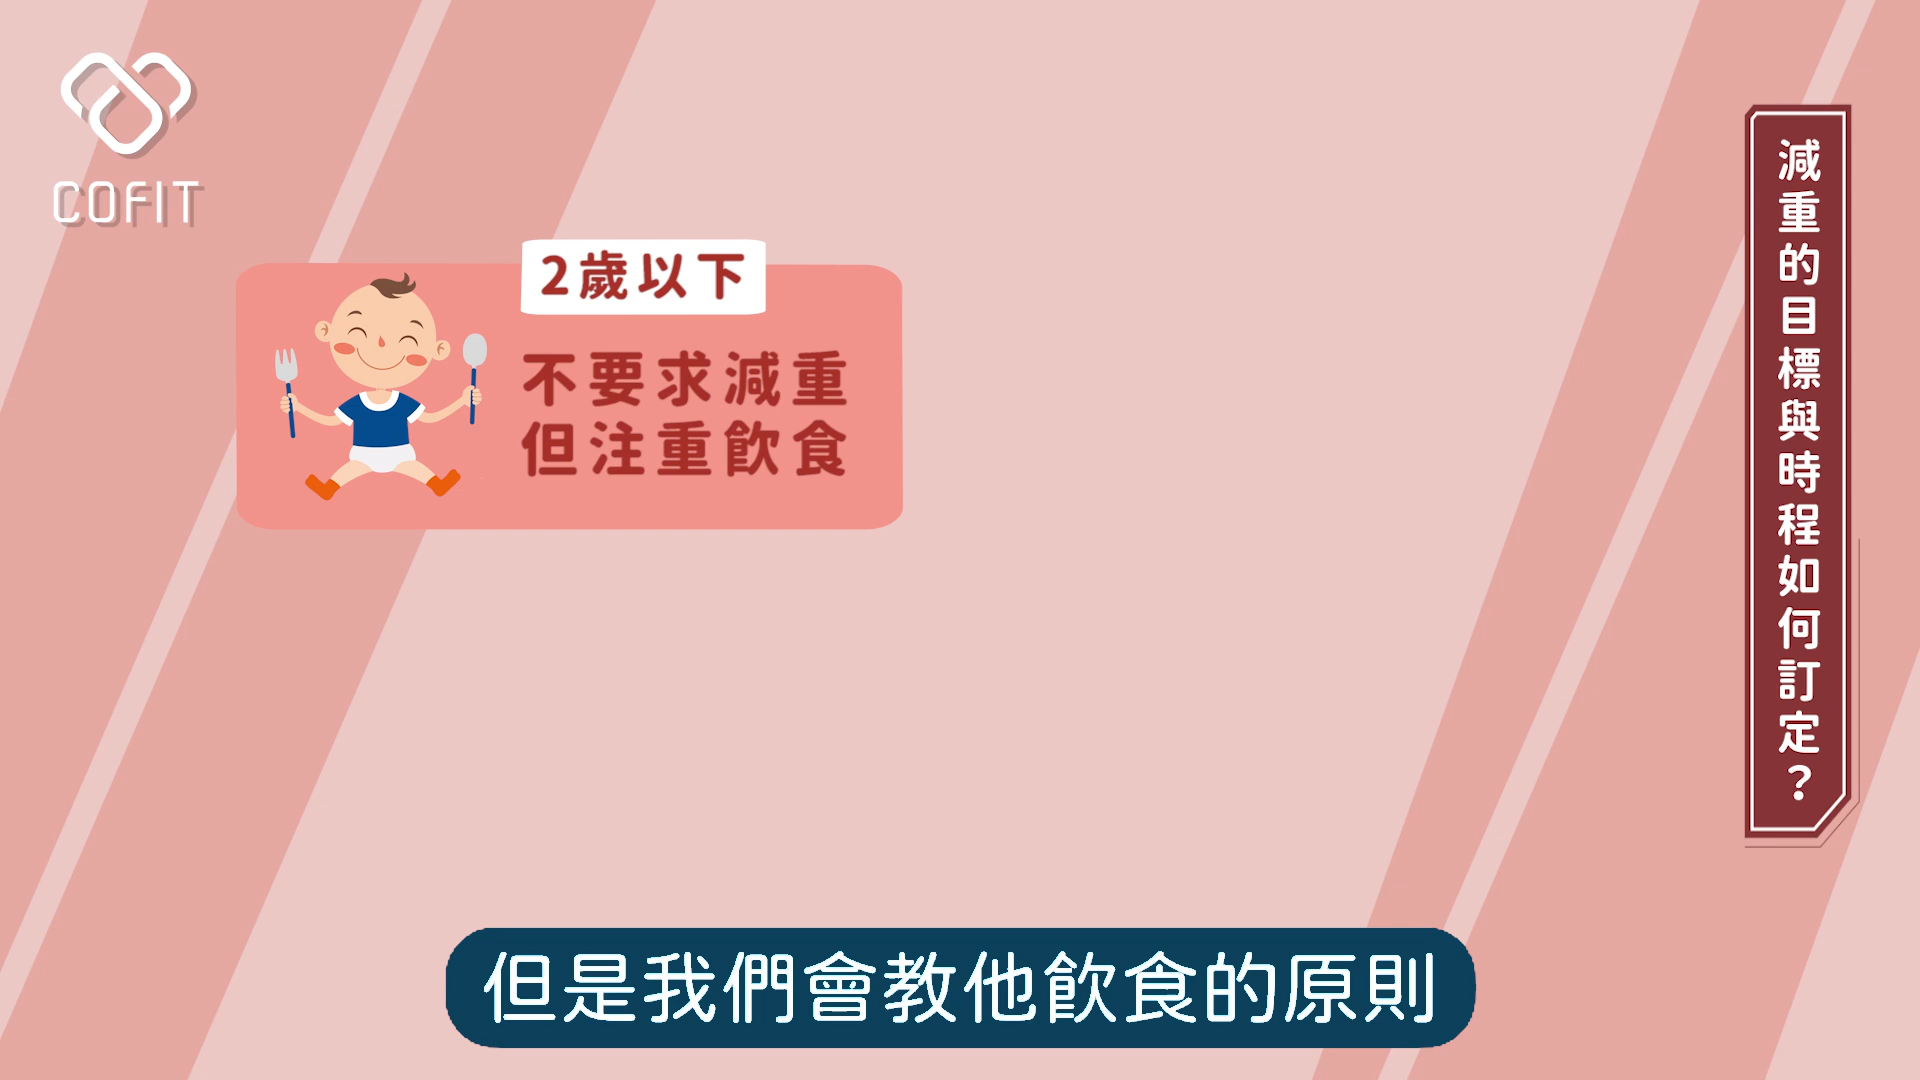 COFIT
2歲以下
不要求減重
但注重飲食
減重的目標與時程如何訂定？
但是我們會教他飲食的原則